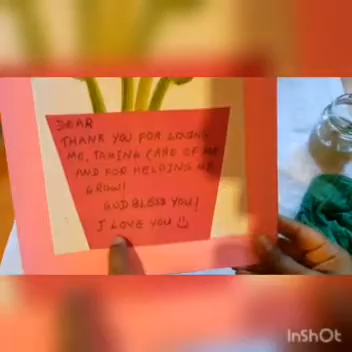 DEAR
THANK YOU FOR LOVING
ME, TAKING CARE OF ME
AND FOR HELPING ME
GROW!
GOD BLESS YOU!
I LOVE YOU
InShOt